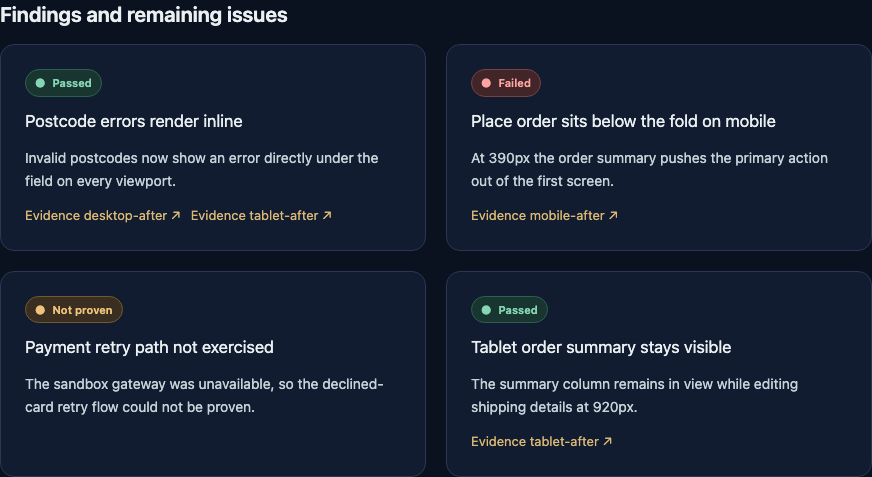 Findings and remaining issues
Passed
Postcode errors render inline
Invalid postcodes now show an error directly under the
field on every viewport.
Evidence desktop-after ↗ Evidence tablet-after ↗
Failed
Place order sits below the fold on mobile
At 390px the order summary pushes the primary action
out of the first screen.
Evidence mobile-after ↗
Not proven
Payment retry path not exercised
The sandbox gateway was unavailable, so the declined-
card retry flow could not be proven.
Passed
Tablet order summary stays visible
The summary column remains in view while editing
shipping details at 920px.
Evidence tablet-after ↗